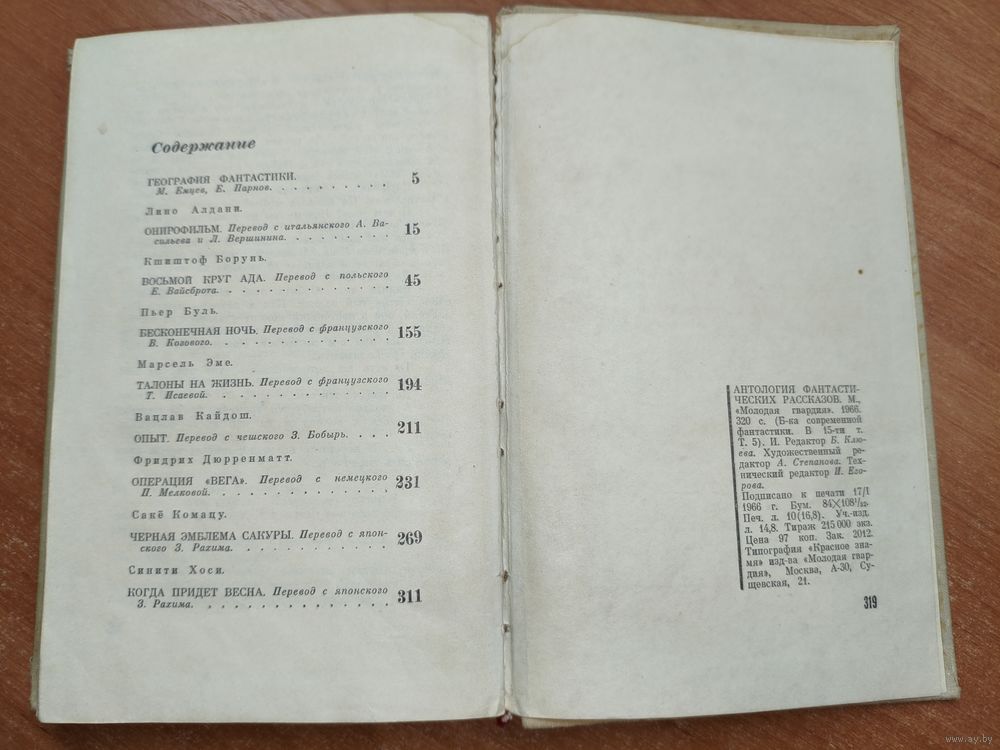 Содержание
ГЕОГРАФИЯ ФАНТАСТИКИ.
М. Емцев, Е. Парнов. . . . . . . . . . 5
Лино Алдани.
ОНИРОФИЛЬМ. Перевод с итальянского А. Ва-
сильева и Л. Вершинина. . . . . . . . . 15
Кшиштоф Борунь.
ВОСЬМОЙ КРУГ АДА. Перевод с польского
Е. Вайсброта. . . . . . . . . . . . . . 45
Пьер Буль.
БЕСКОНЕЧНАЯ НОЧЬ. Перевод с французского
В. Козового. . . . . . . . . . . . . . 155
Марсель Эме.
ТАЛОНЫ НА ЖИЗНЬ. Перевод с французского
Т. Исаевой. . . . . . . . . . . . . . 194
Вацлав Кайдош.
ОПЫТ. Перевод с чешского З. Бобырь. . . . 211
Фридрих Дюрренматт.
ОПЕРАЦИЯ «ВЕГА». Перевод с немецкого
П. Мелковой. . . . . . . . . . . . . . 231
Сакё Комацу.
ЧЕРНАЯ ЭМБЛЕМА САКУРЫ. Перевод с япон-
ского З. Рахима. . . . . . . . . . . . 269
Синити Хоси.
КОГДА ПРИДЕТ ВЕСНА. Перевод с японского
З. Рахима. . . . . . . . . . . . . . . 311
АНТОЛОГИЯ ФАНТАСТИ-
ЧЕСКИХ РАССКАЗОВ. М.,
«Молодая гвардия». 1966.
320 с. (Б-ка современной
фантастики. В 15-ти т.
Т. 5). И. Редактор Б. Клю-
ева. Художественный ре-
дактор А. Степанова. Тех-
нический редактор И. Его-
рова.
Подписано к печати 17/I
1966 г. Бум. 84×108¹/₃₂.
Печ. л. 10(16,8). Уч.-изд.
л. 14,8. Тираж 215 000 экз.
Цена 97 коп. Зак. 2012.
Типография «Красное зна-
мя» изд-ва «Молодая гвар-
дия», Москва, А-30, Су-
щевская, 21.
319
www.ay.by